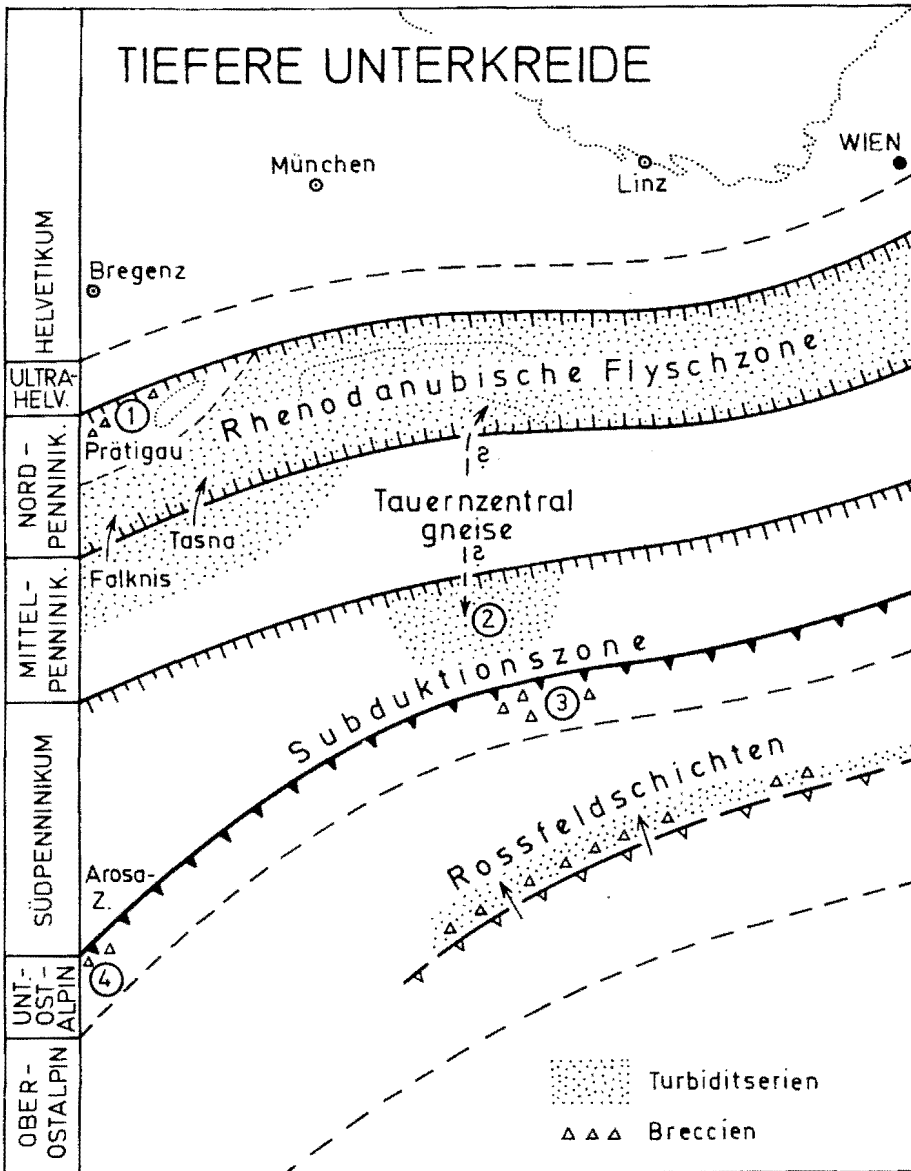 TIEFERE UNTERKREIDE
München
Linz
WIEN
Bregenz
HELVETIKUM
ULTRA-
HELV.
NORD-
PENNINIK.
MITTEL-
PENNINIK.
SÜDPENNINIKUM
UNT.-
OST-
ALPIN
OBER-
OSTALPIN
Rhenodanubische Flyschzone
1
Prätigau
?
Tauernzentral
gneise
?
Tasna
Falknis
2
Subduktionszone
3
Rossfeldschichten
Arosa-
Z.
4
Turbiditserien
Breccien